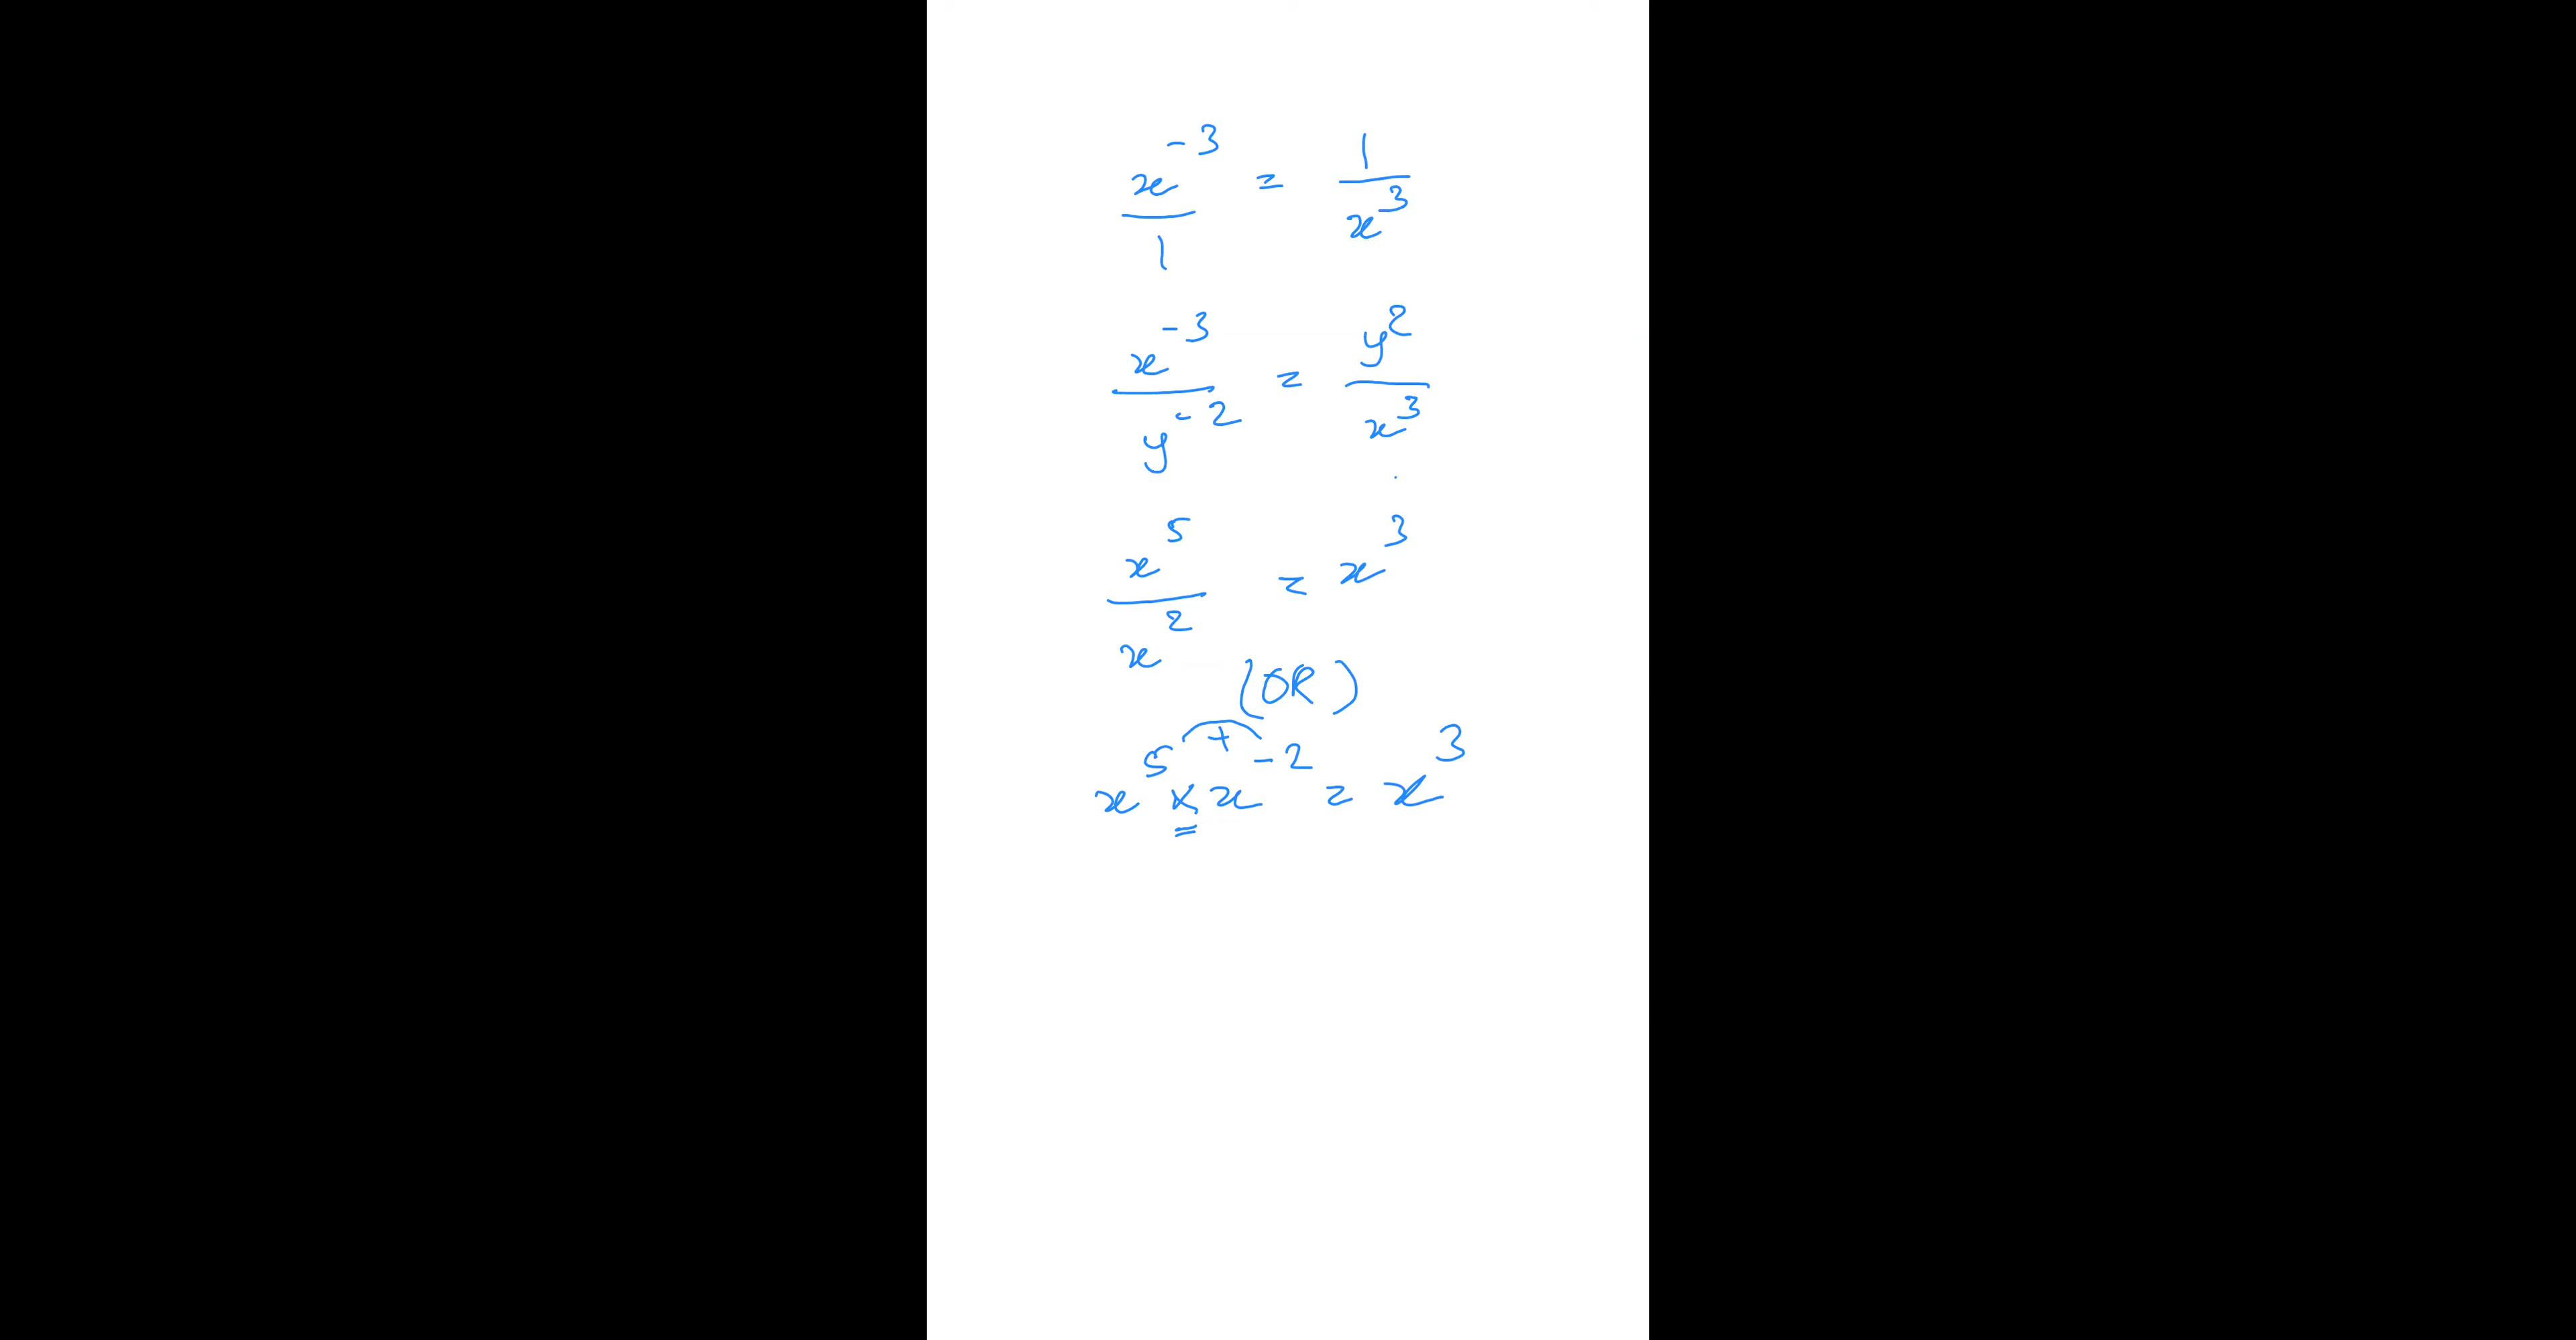 x^-3 / 1 = 1 / x^3
x^-3 / y^-2 = y^2 / x^3
x^5 / x^2 = x^3
(OR)
+
x^5 × x^-2 = x^3